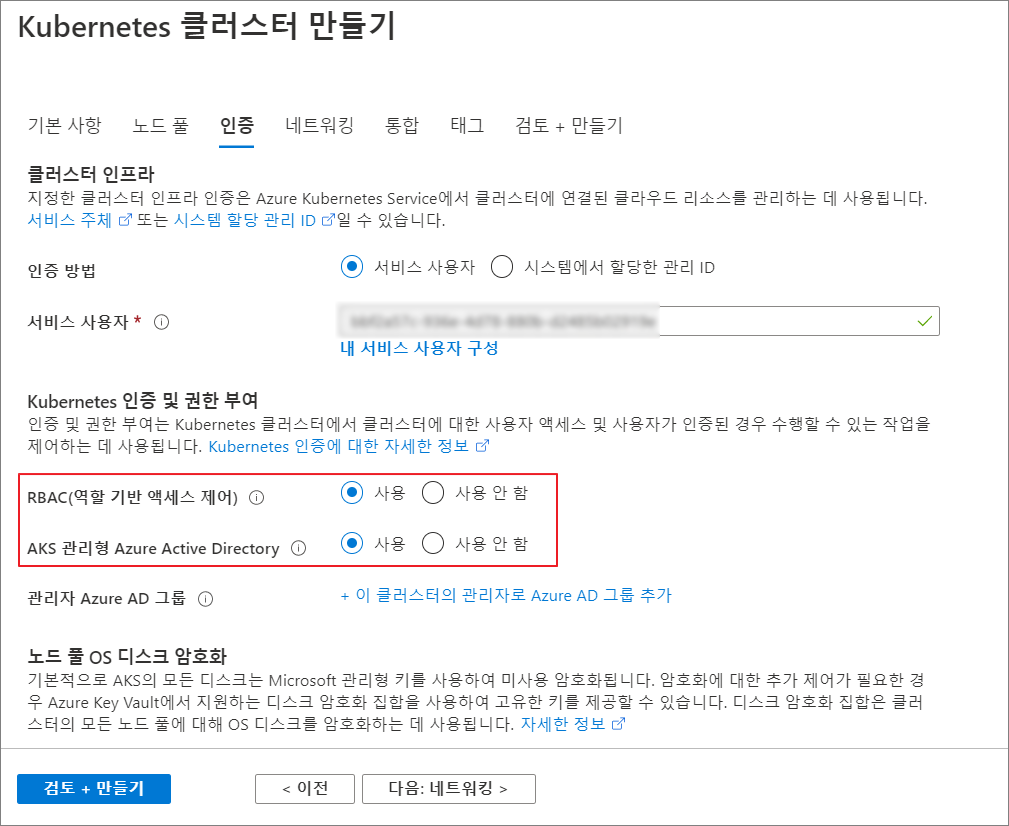 Kubernetes 클러스터 만들기
기본 사항 노드 풀 인증 네트워킹 통합 태그 검토 + 만들기
클러스터 인프라
지정한 클러스터 인프라 인증은 Azure Kubernetes Service에서 클러스터에 연결된 클라우드 리소스를 관리하는 데 사용됩니다.
서비스 주체 또는 시스템 할당 관리 ID 일 수 있습니다.
인증 방법 서비스 사용자 시스템에서 할당한 관리 ID
서비스 사용자 *
내 서비스 사용자 구성
Kubernetes 인증 및 권한 부여
인증 및 권한 부여는 Kubernetes 클러스터에서 클러스터에 대한 사용자 액세스 및 사용자가 인증된 경우 수행할 수 있는 작업을
제어하는 데 사용됩니다. Kubernetes 인증에 대한 자세한 정보
RBAC(역할 기반 액세스 제어) 사용 사용 안 함
AKS 관리형 Azure Active Directory 사용 사용 안 함
관리자 Azure AD 그룹 + 이 클러스터의 관리자로 Azure AD 그룹 추가
노드 풀 OS 디스크 암호화
기본적으로 AKS의 모든 디스크는 Microsoft 관리형 키를 사용하여 미사용 암호화됩니다. 암호화에 대한 추가 제어가 필요한 경
우 Azure Key Vault에서 지원하는 디스크 암호화 집합을 사용하여 고유한 키를 제공할 수 있습니다. 디스크 암호화 집합은 클러
스터의 모든 노드 풀에 대해 OS 디스크를 암호화하는 데 사용됩니다. 자세한 정보
검토 + 만들기 < 이전 다음: 네트워킹 >